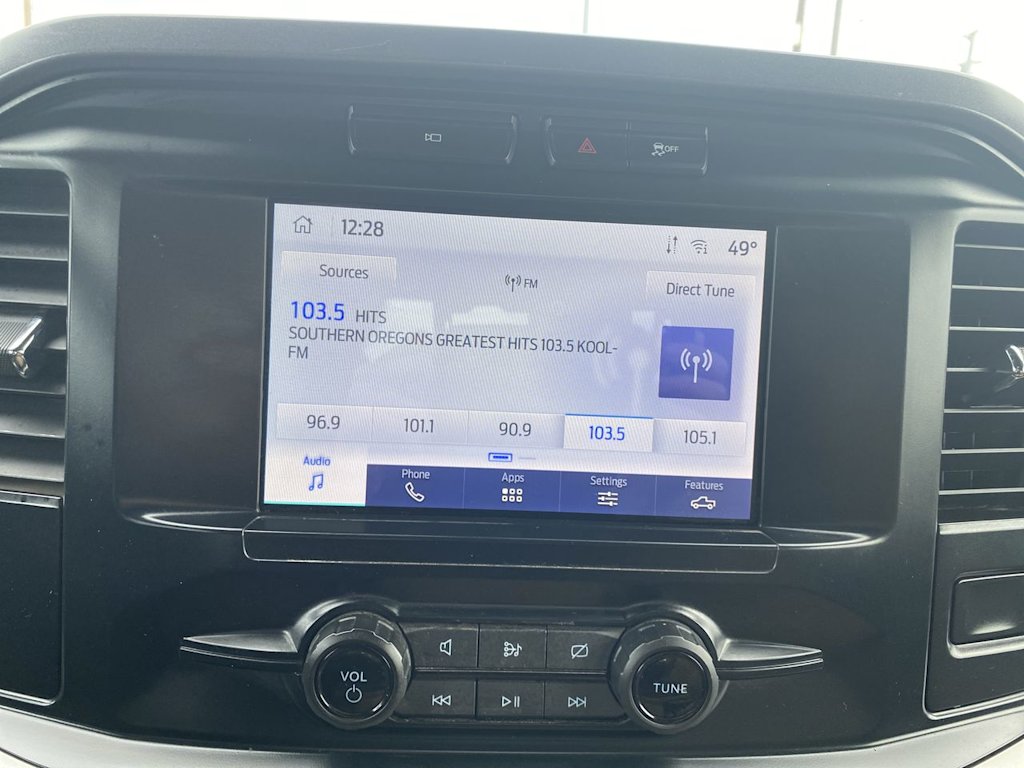 OFF
12:28
49°
Sources
FM
Direct Tune
103.5 HITS
SOUTHERN OREGONS GREATEST HITS 103.5 KOOL-
FM
96.9 101.1 90.9 103.5 105.1
Audio Phone Apps Settings Features
VOL
TUNE